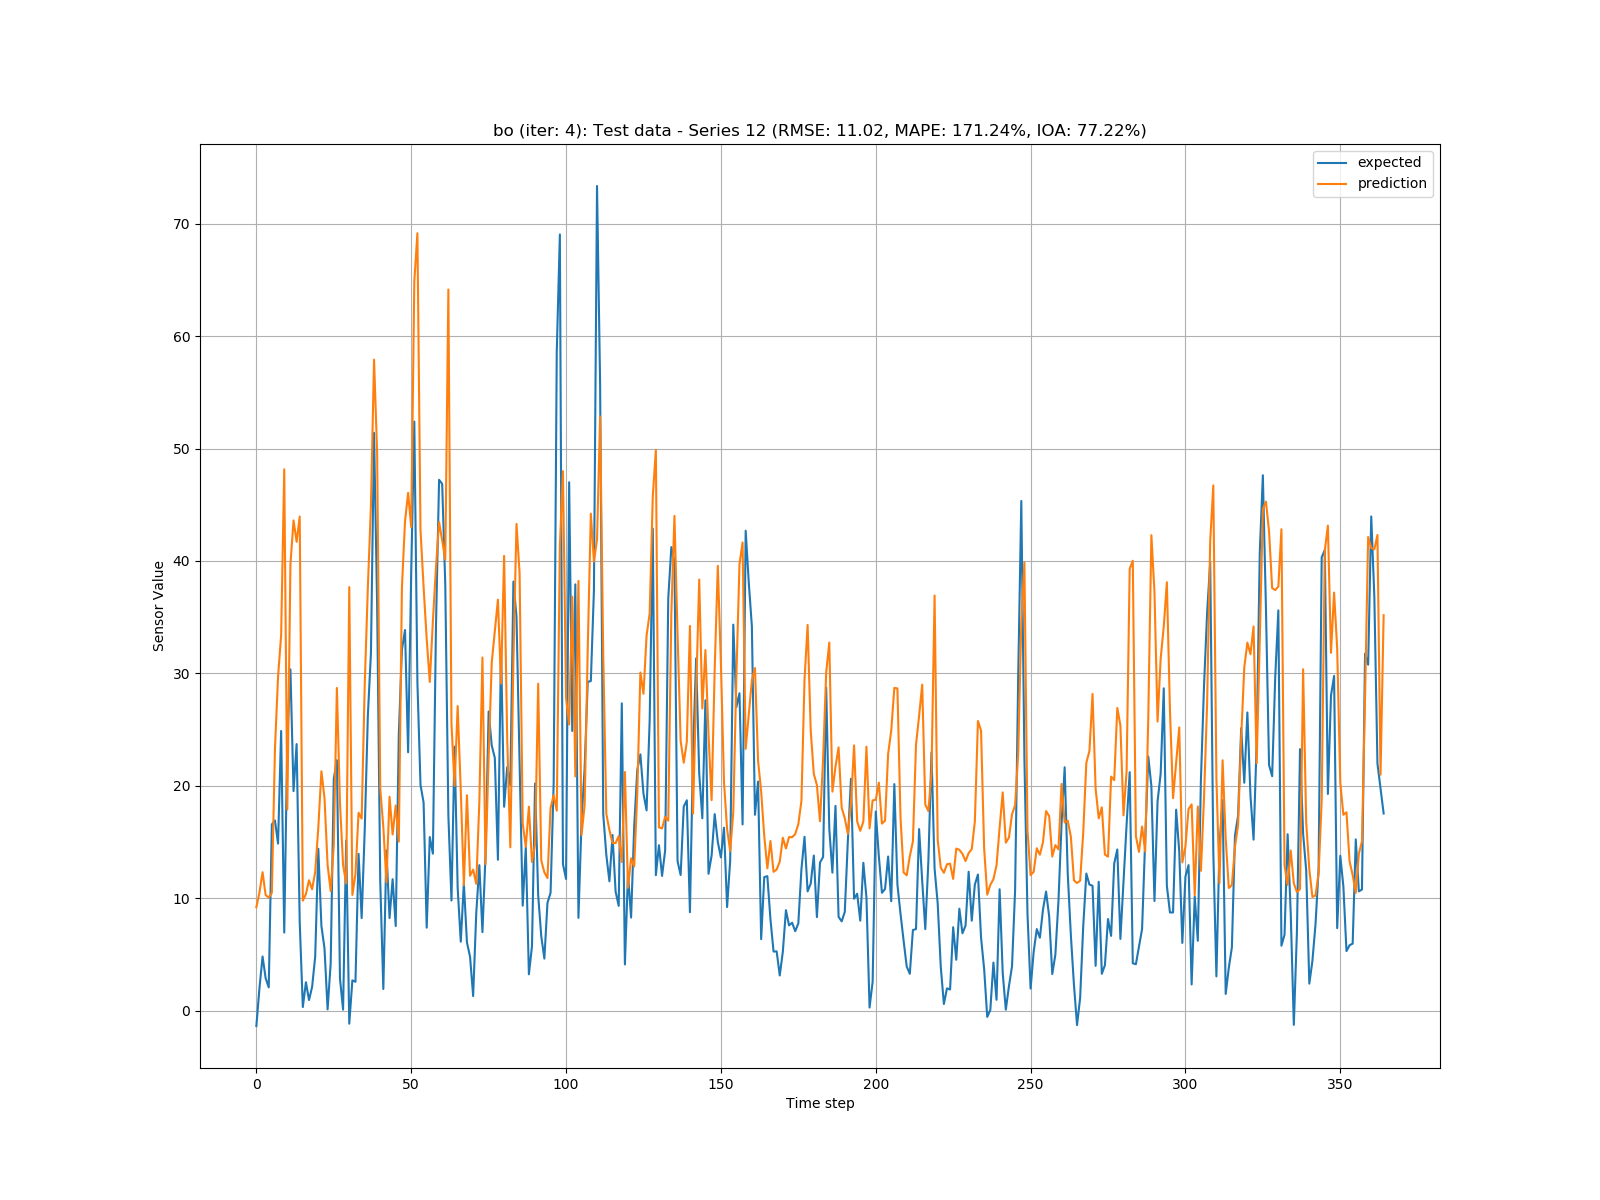 bo (iter: 4): Test data - Series 12 (RMSE: 11.02, MAPE: 171.24%, IOA: 77.22%)
expected
prediction
70
60
50
40
30
20
10
0
Sensor Value
0 50 100 150 200 250 300 350
Time step